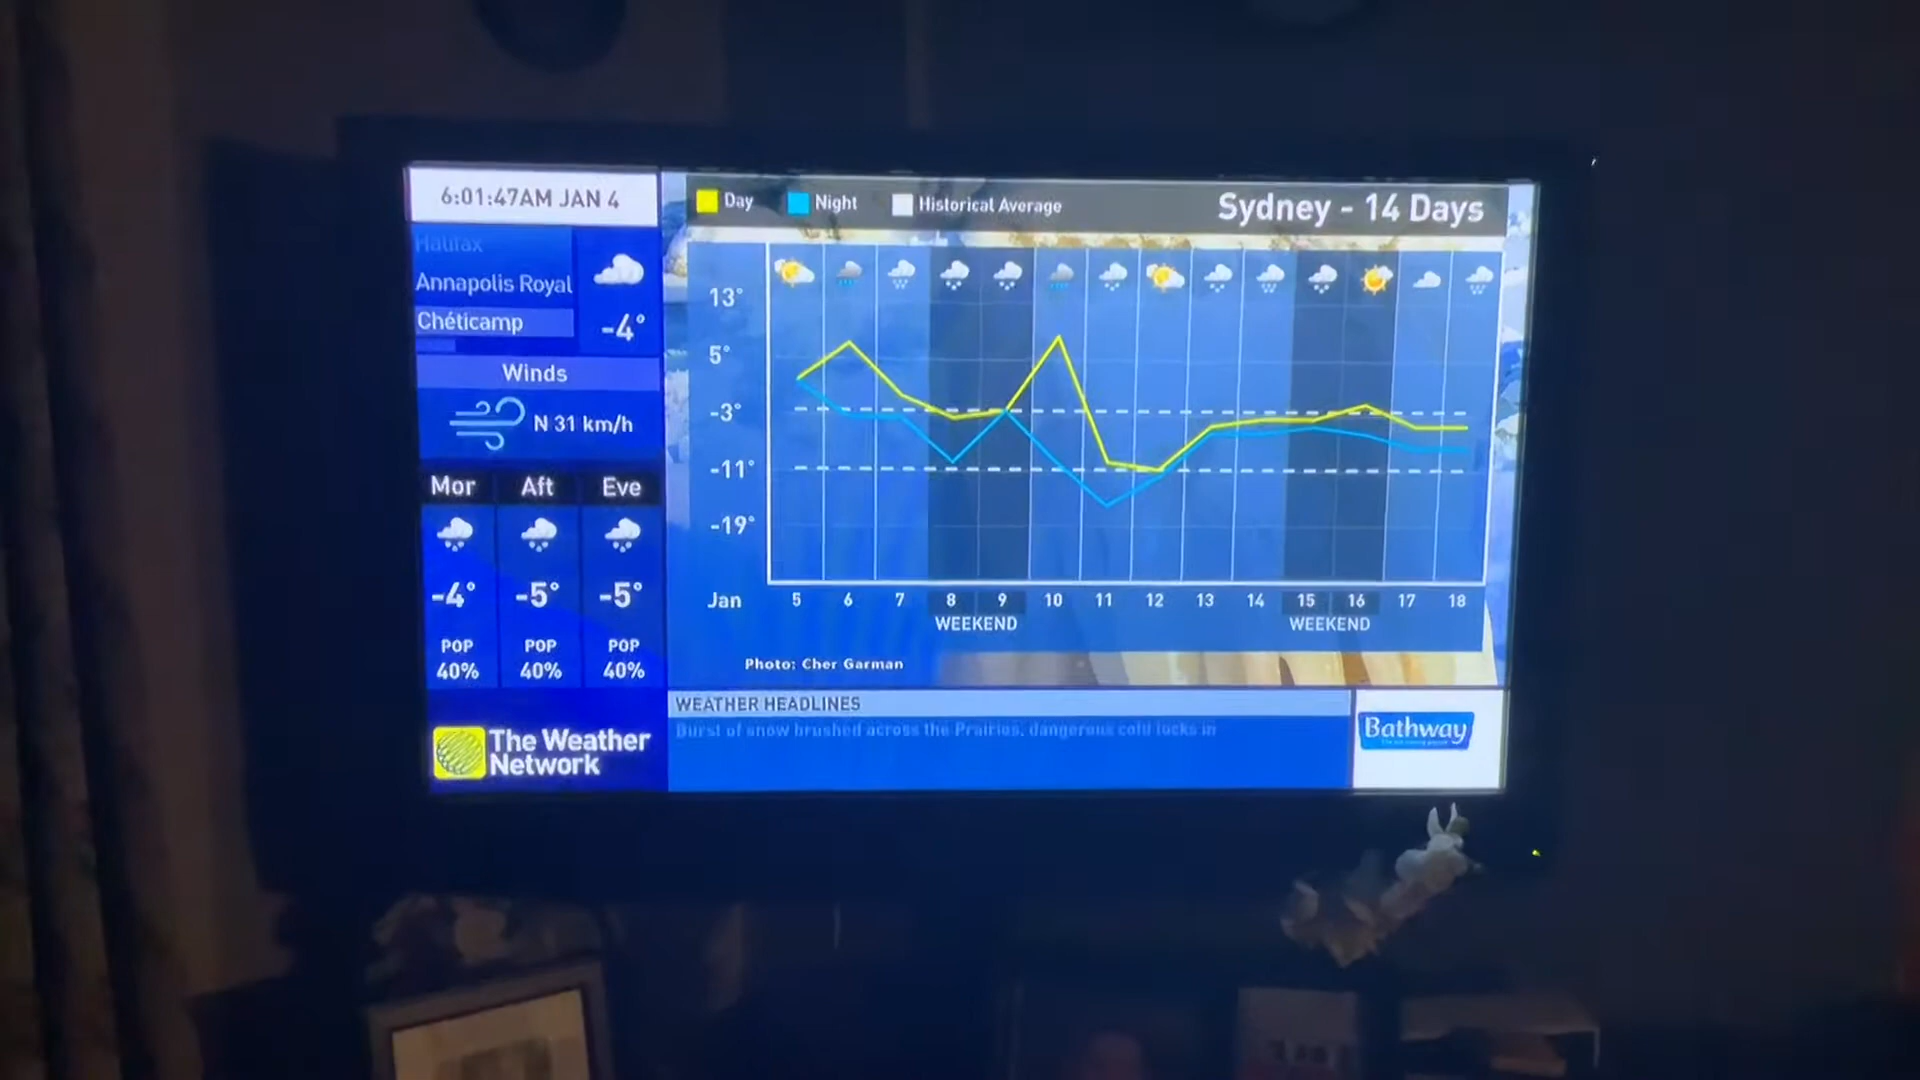 6:01:47AM JAN 4
Halifax
Annapolis Royal
Chéticamp
-4°
Winds
N 31 km/h
Mor Aft Eve
-4° -5° -5°
POP POP POP
40% 40% 40%
The Weather
Network
Day Night Historical Average
Sydney - 14 Days
13°
5°
-3°
-11°
-19°
Jan 5 6 7 8 9 10 11 12 13 14 15 16 17 18
WEEKEND WEEKEND
Photo: Cher Garman
WEATHER HEADLINES
Burst of snow brushed across the Prairies, dangerous cold locks in
Bathway